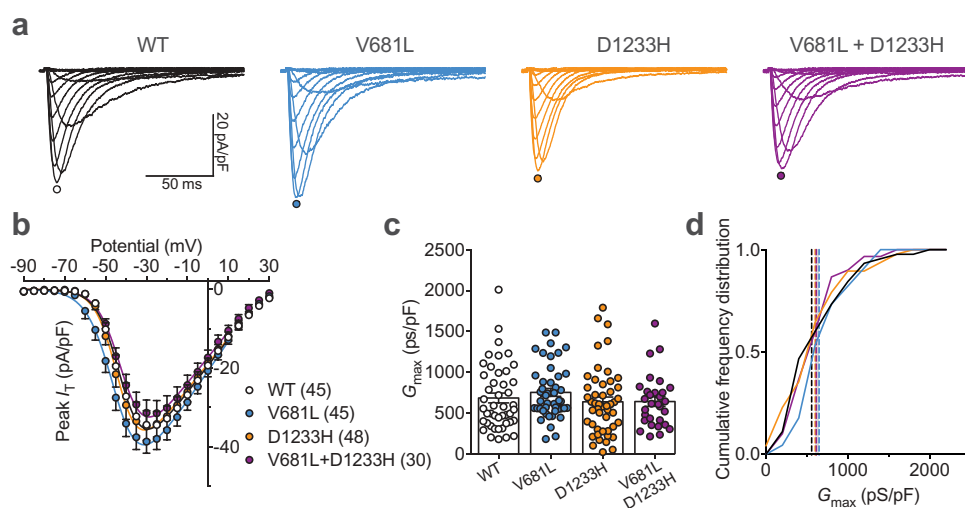 a
WT
V681L
D1233H
V681L + D1233H
20 pA/pF
50 ms
b
Potential (mV)
-90 -70 -50 -30 -10 10 30
0
-20
-40
Peak IT (pA/pF)
WT (45)
V681L (45)
D1233H (48)
V681L+D1233H (30)
c
2500
2000
1500
1000
500
0
Gmax (ps/pF)
WT
V681L
D1233H
V681L
D1233H
d
Cumulative frequency distribution
1.0
0.5
0.0
0 1000 2000
Gmax (pS/pF)